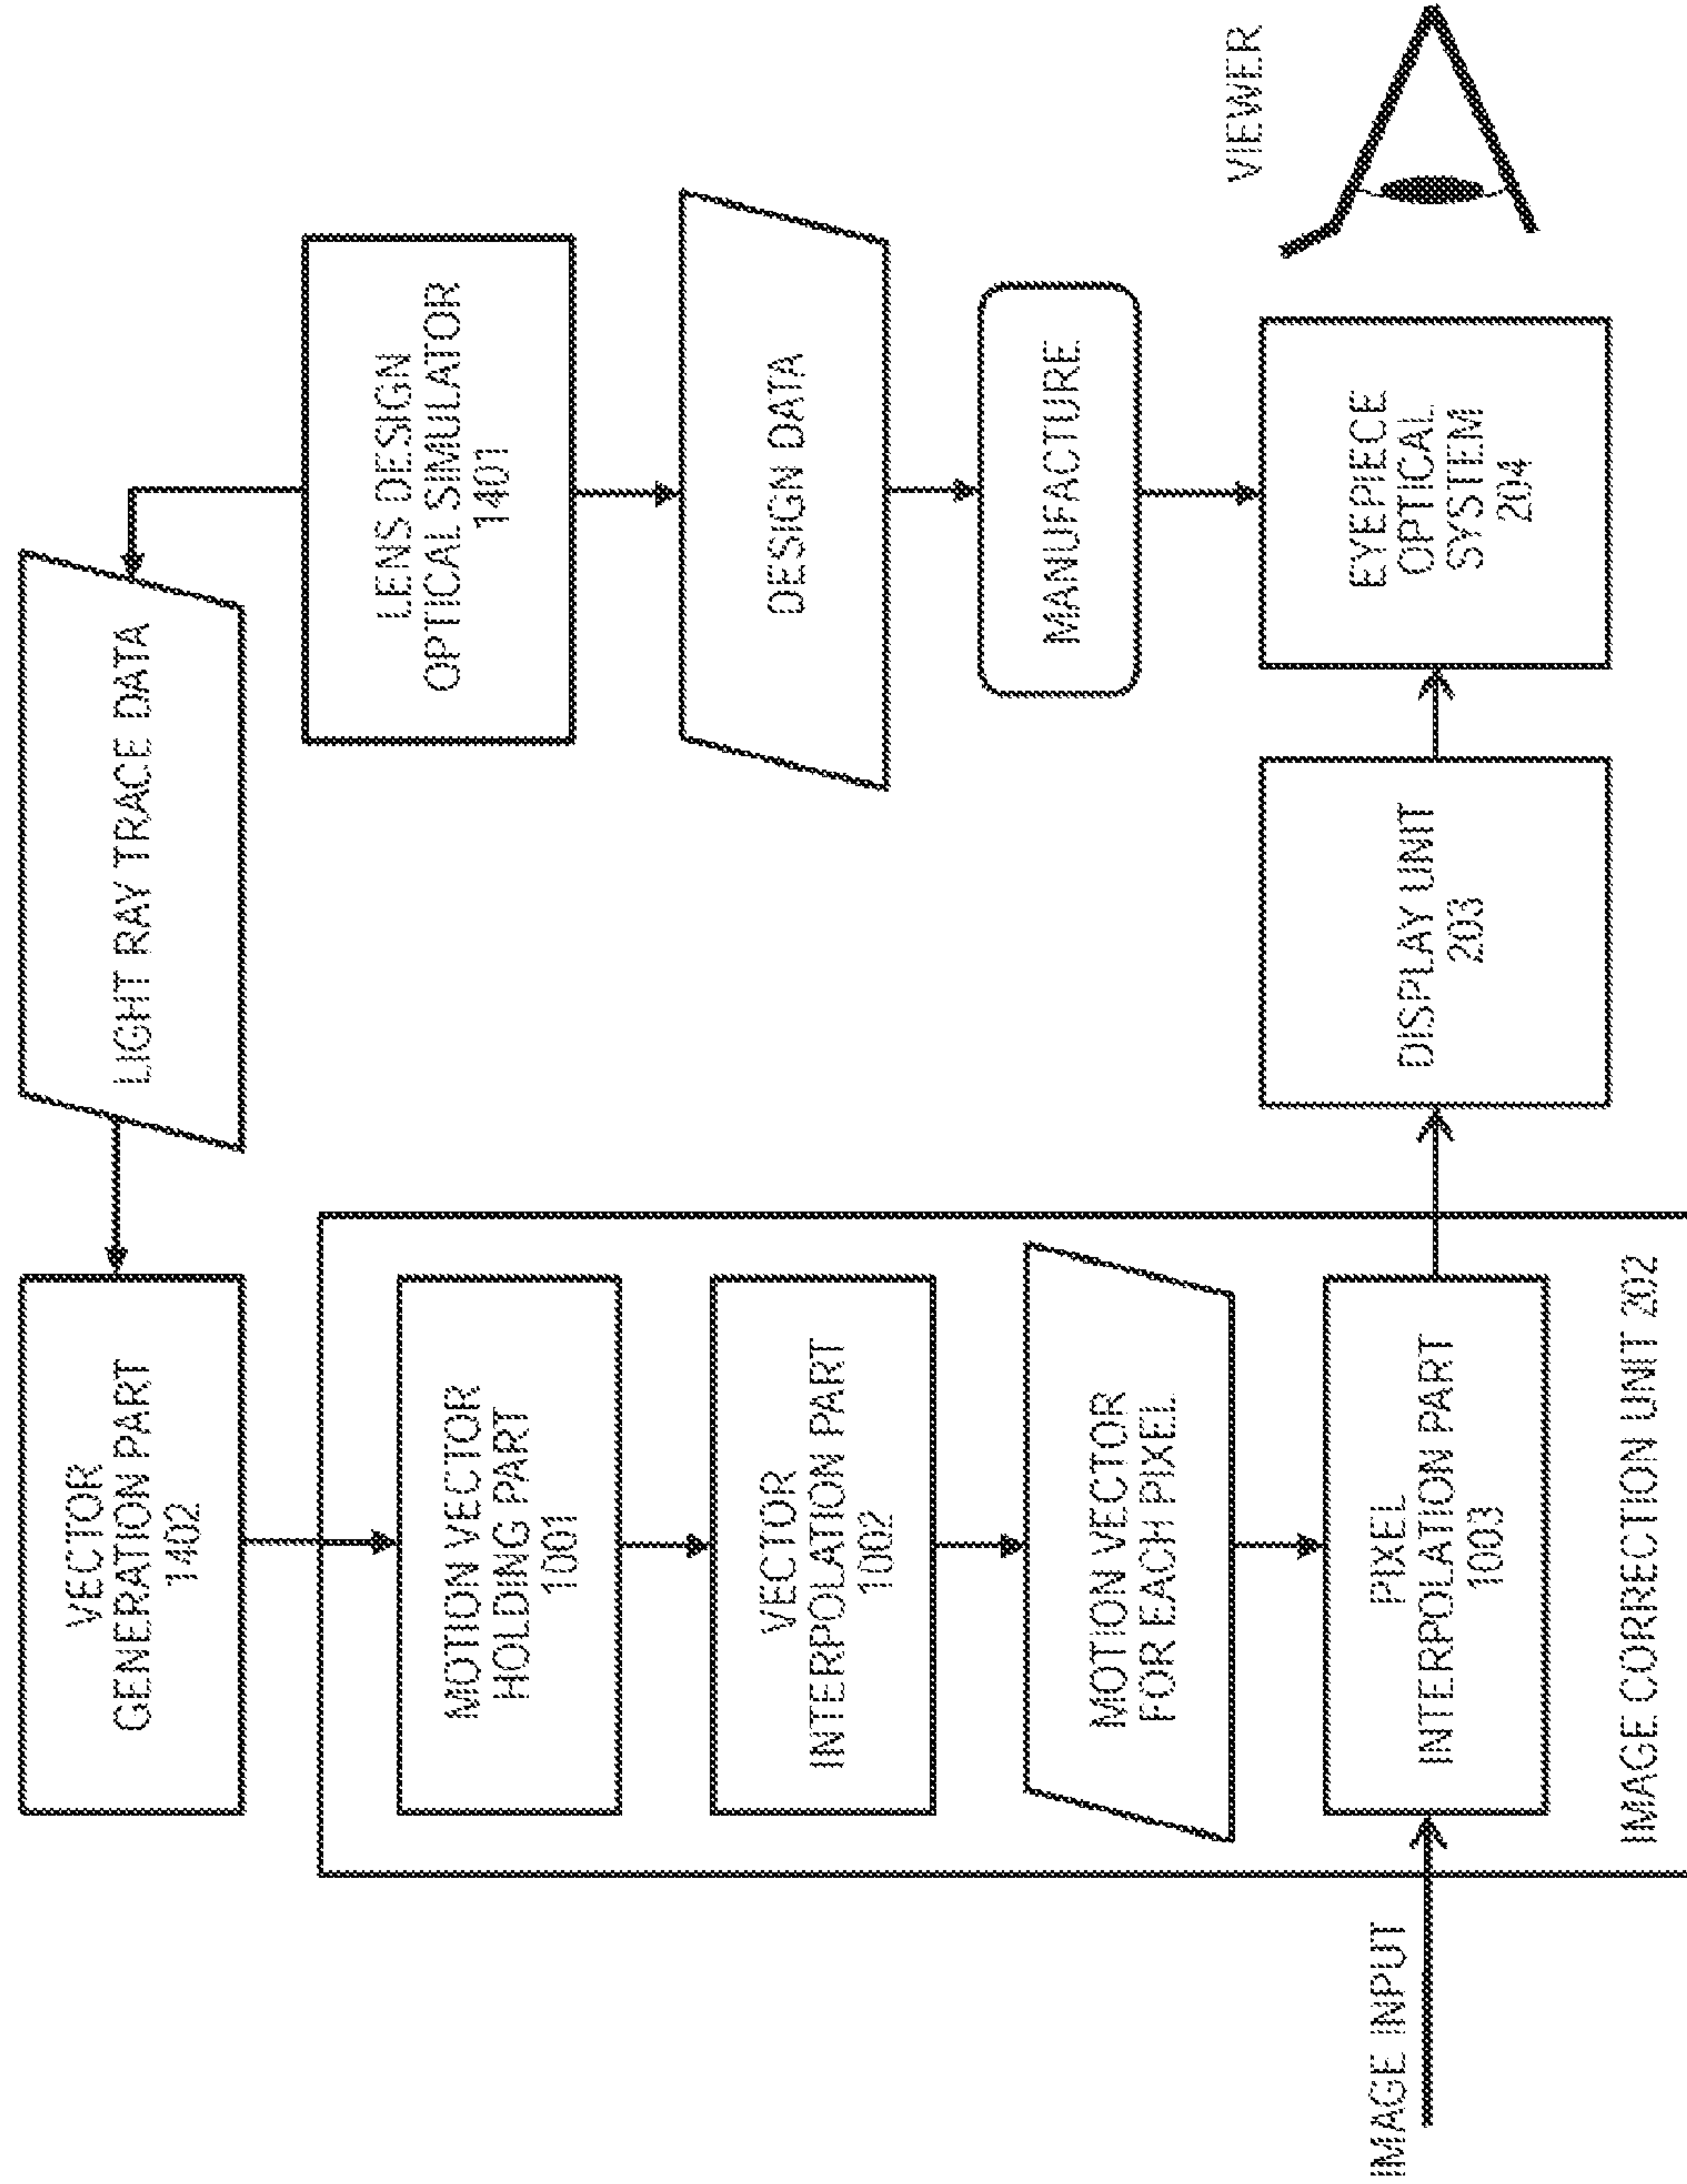 VECTOR
GENERATION PART
1402
LIGHT RAY TRACE DATA
LENS DESIGN
OPTICAL SIMULATOR
1401
MOTION VECTOR
HOLDING PART
1001
VECTOR
INTERPOLATION PART
1002
DESIGN DATA
MOTION VECTOR
FOR EACH PIXEL
MANUFACTURE
IMAGE INPUT
PIXEL
INTERPOLATION PART
1003
DISPLAY UNIT
203
EYEPIECE
OPTICAL
SYSTEM
204
VIEWER
IMAGE CORRECTION UNIT 202